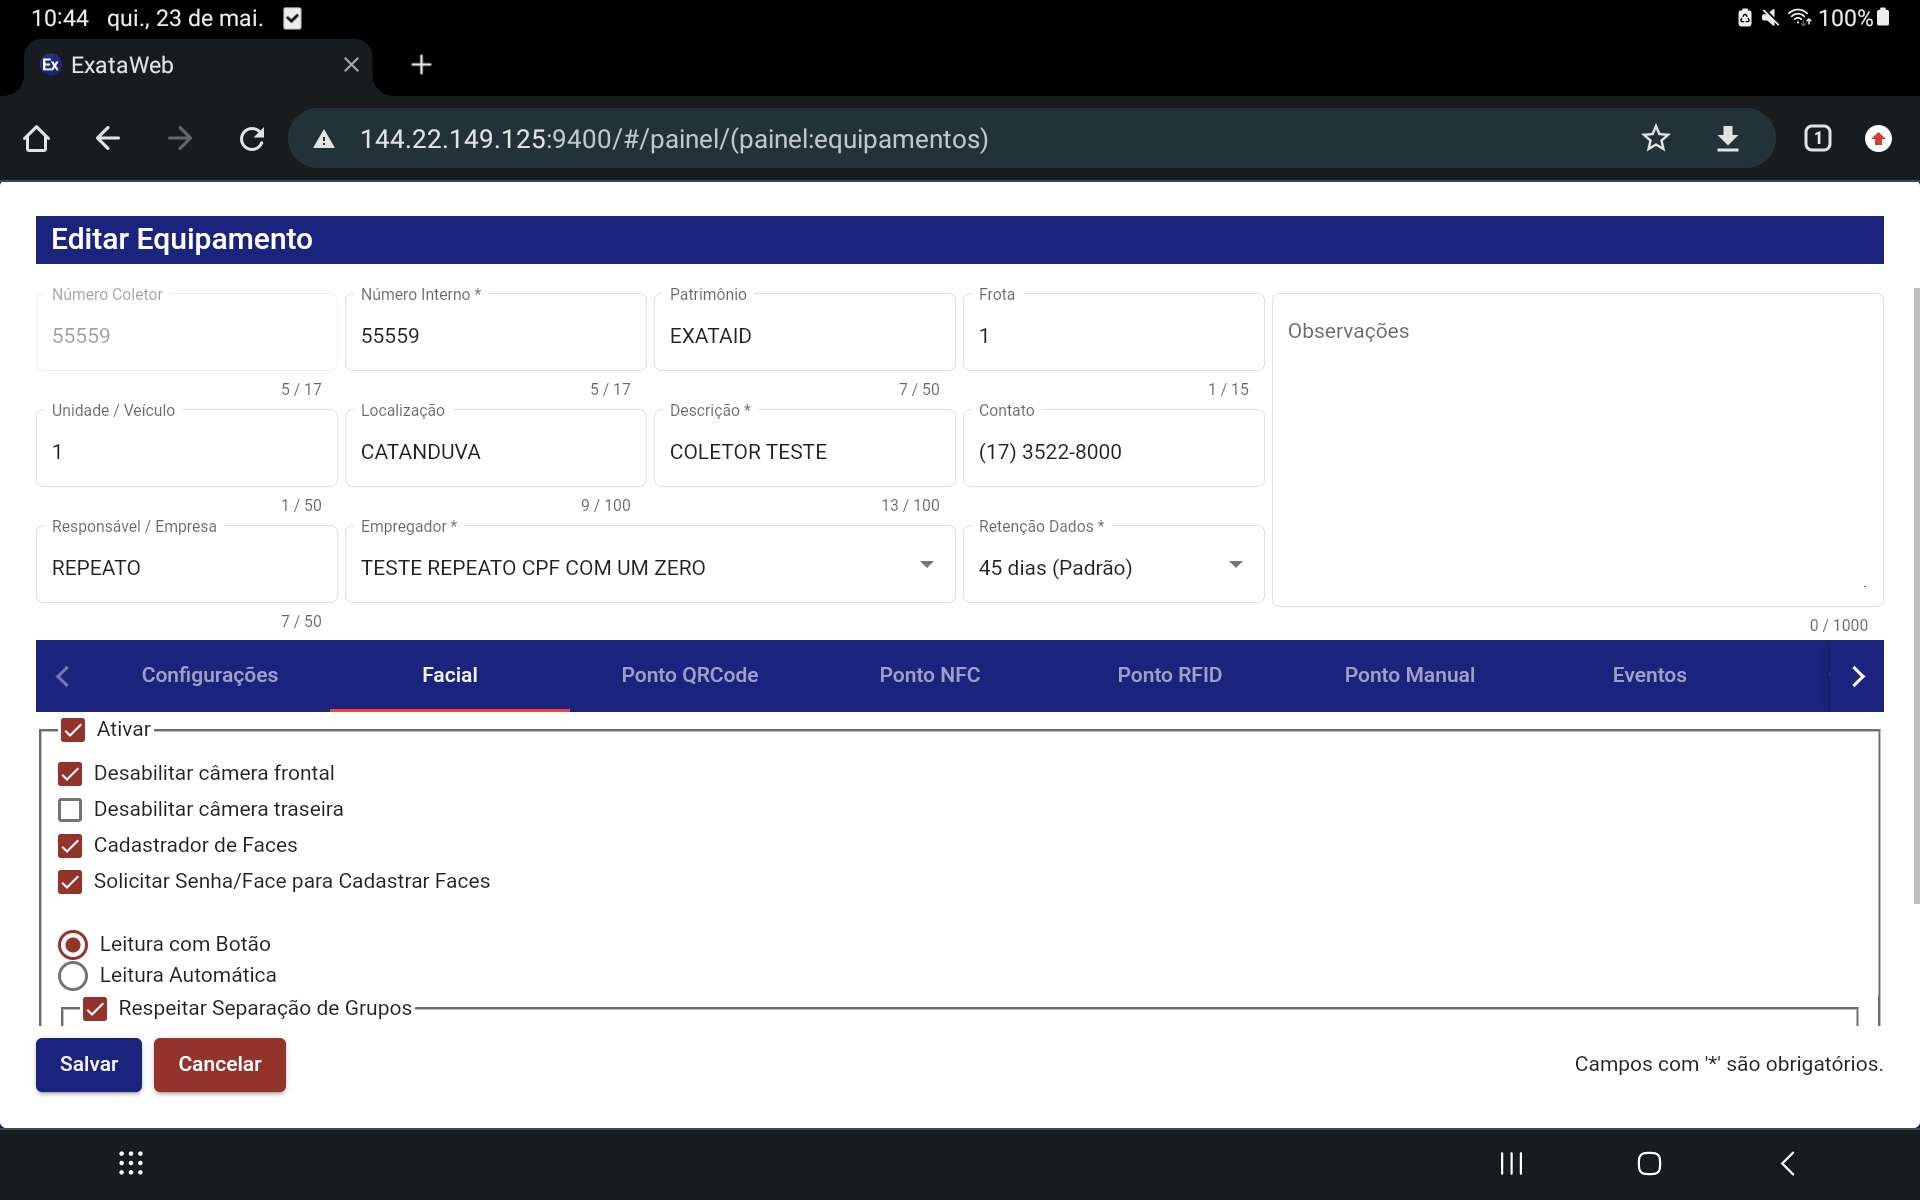 10:44 qui., 23 de mai.
100%
Ex ExataWeb
144.22.149.125:9400/#/painel/(painel:equipamentos)
1
Editar Equipamento
Número Coletor
55559
5 / 17
Número Interno *
55559
5 / 17
Patrimônio
EXATAID
7 / 50
Frota
1
1 / 15
Observações
0 / 1000
Unidade / Veículo
1
1 / 50
Localização
CATANDUVA
9 / 100
Descrição *
COLETOR TESTE
13 / 100
Contato
(17) 3522-8000
Responsável / Empresa
REPEATO
7 / 50
Empregador *
TESTE REPEATO CPF COM UM ZERO
Retenção Dados *
45 dias (Padrão)
Configurações Facial Ponto QRCode Ponto NFC Ponto RFID Ponto Manual Eventos
Ativar
Desabilitar câmera frontal
Desabilitar câmera traseira
Cadastrador de Faces
Solicitar Senha/Face para Cadastrar Faces
Leitura com Botão
Leitura Automática
Respeitar Separação de Grupos
Salvar Cancelar
Campos com '*' são obrigatórios.